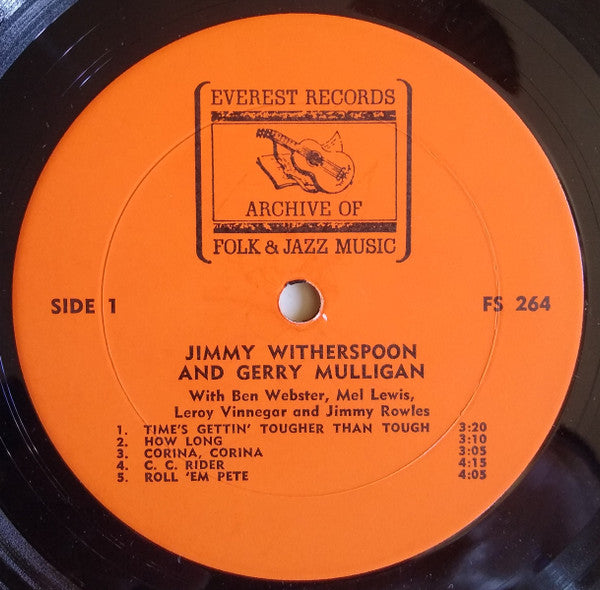 EVEREST RECORDS
ARCHIVE OF
FOLK & JAZZ MUSIC
SIDE 1
FS 264
JIMMY WITHERSPOON
AND GERRY MULLIGAN
With Ben Webster, Mel Lewis,
Leroy Vinnegar and Jimmy Rowles
1. TIME'S GETTIN' TOUGHER THAN TOUGH 3:20
2. HOW LONG 3:10
3. CORINA, CORINA 3:05
4. C. C. RIDER 4:15
5. ROLL 'EM PETE 4:05